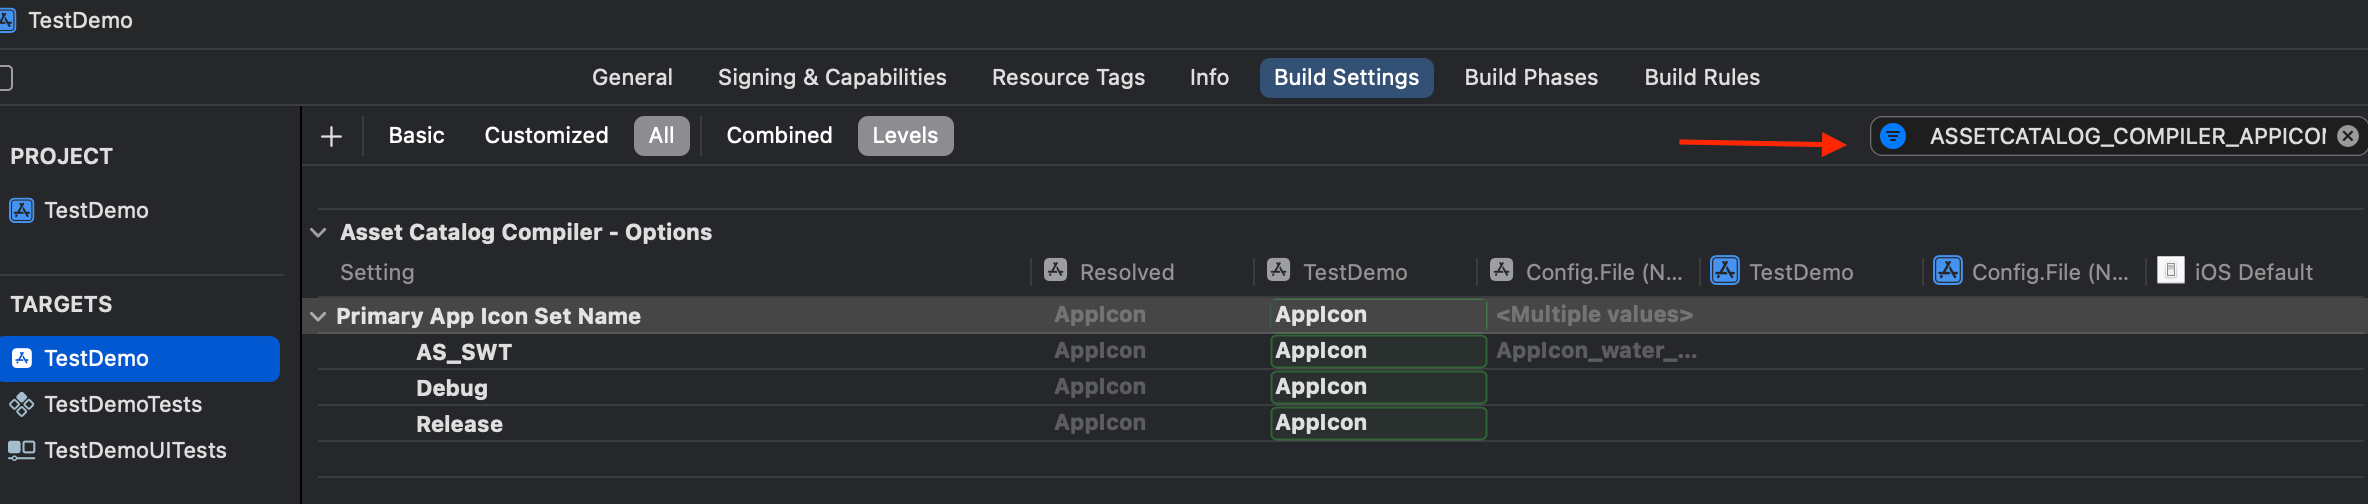 TestDemo
General Signing & Capabilities Resource Tags Info Build Settings Build Phases Build Rules
Basic Customized All Combined Levels ASSETCATALOG_COMPILER_APPICON
PROJECT
TestDemo
TARGETS
TestDemo
TestDemoTests
TestDemoUITests
Asset Catalog Compiler - Options
Setting Resolved TestDemo Config.File (N... TestDemo Config.File (N... iOS Default
Primary App Icon Set Name AppIcon AppIcon <Multiple values>
AS_SWT AppIcon AppIcon AppIcon_water_...
Debug AppIcon AppIcon
Release AppIcon AppIcon